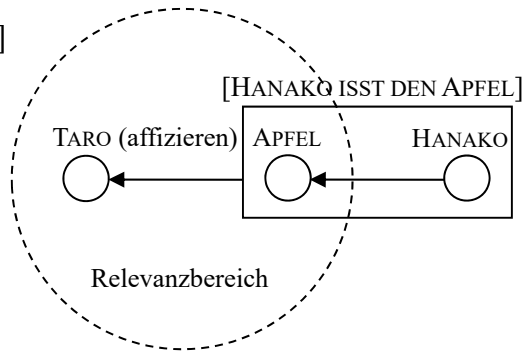 ]
[HANAKO ISST DEN APFEL]
TARO (affizieren) APFEL HANAKO
Relevanzbereich